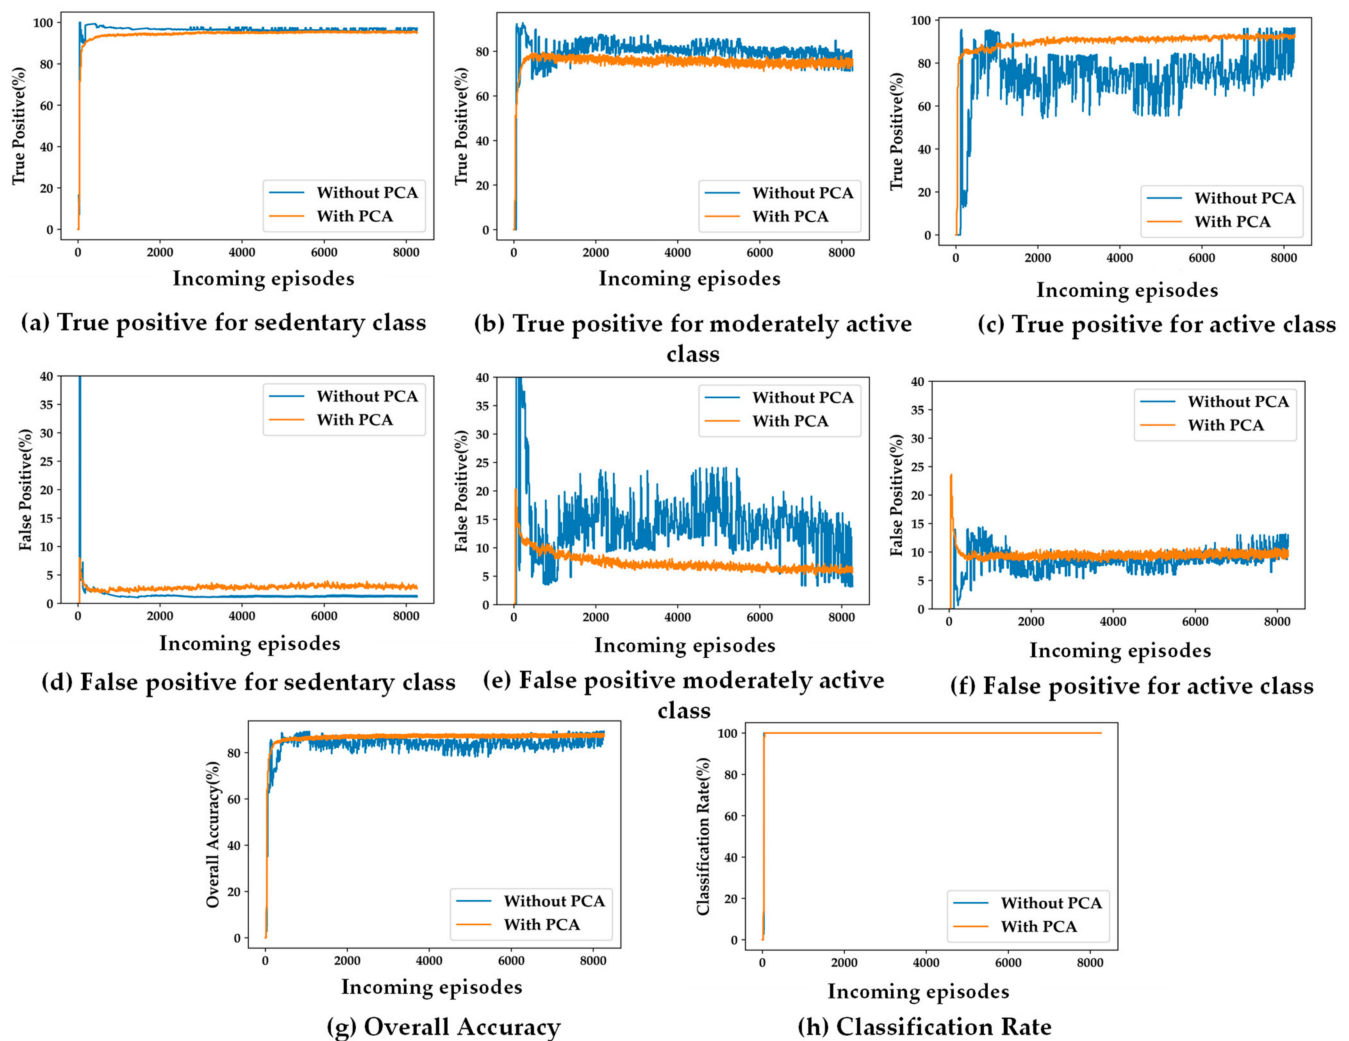 True Positive(%)
100
80
60
40
20
0
Without PCA
With PCA
0 2000 4000 6000 8000
Incoming episodes
(a) True positive for sedentary class
True Positive(%)
80
60
40
20
0
Without PCA
With PCA
0 2000 4000 6000 8000
Incoming episodes
(b) True positive for moderately active
class
True Positive(%)
100
80
60
40
20
0
Without PCA
With PCA
0 2000 4000 6000 8000
Incoming episodes
(c) True positive for active class
False Positive(%)
40
35
30
25
20
15
10
5
0
Without PCA
With PCA
0 2000 4000 6000 8000
Incoming episodes
(d) False positive for sedentary class
False Positive(%)
40
35
30
25
20
15
10
5
0
Without PCA
With PCA
0 2000 4000 6000 8000
Incoming episodes
(e) False positive moderately active
class
False Positive(%)
40
35
30
25
20
15
10
5
0
Without PCA
With PCA
0 2000 4000 6000 8000
Incoming episodes
(f) False positive for active class
Overall Accuracy(%)
80
60
40
20
0
Without PCA
With PCA
0 2000 4000 6000 8000
Incoming episodes
(g) Overall Accuracy
Classification Rate(%)
100
80
60
40
20
0
Without PCA
With PCA
0 2000 4000 6000 8000
Incoming episodes
(h) Classification Rate